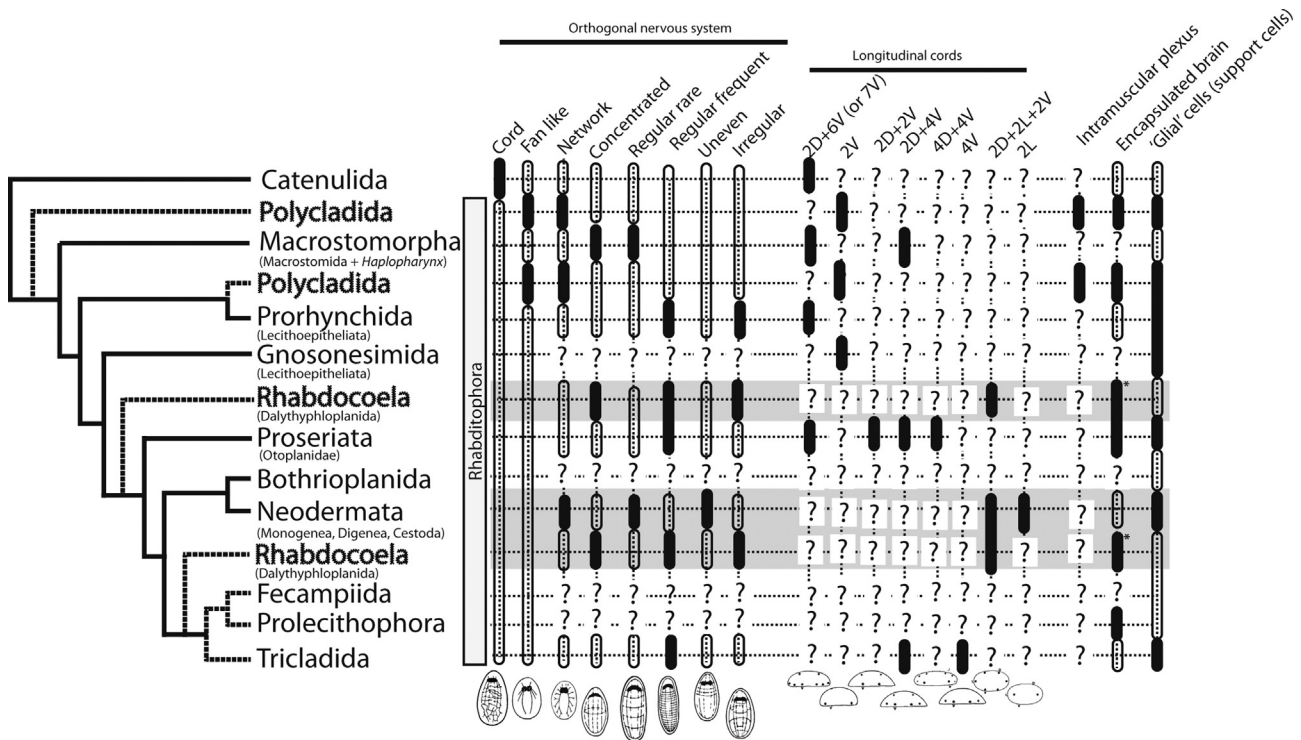 Orthogonal nervous system
Longitudinal cords
Cord
Fan like
Network
Concentrated
Regular rare
Regular frequent
Uneven
Irregular
2D+6V (or 7V)
2V
2D+2V
2D+4V
4D+4V
4V
2D+2L+2V
2L
Intramuscular plexus
Encapsulated brain
‘Glial’ cells (support cells)
Rhabditophora
Catenulida ? ? ? ? ? ? ? ?
Polycladida ? ? ? ? ? ? ?
Macrostomorpha ? ? ? ? ? ? ? ?
(Macrostomida + Haplopharynx)
Polycladida ? ? ? ? ? ? ?
Prorhynchida ? ? ? ? ? ? ? ?
(Lecithoepitheliata)
Gnosonesimida ? ? ? ? ? ? ? ? ? ? ? ? ? ? ?
(Lecithoepitheliata)
Rhabdocoela ? ? ? ? ? ? ? ? *
(Dalythyphloplanida)
Proseriata ? ? ? ? ?
(Otoplanidae)
Bothrioplanida ? ? ? ? ? ? ? ? ? ? ? ? ? ? ? ?
Neodermata ? ? ? ? ? ? ?
(Monogenea, Digenea, Cestoda)
Rhabdocoela ? ? ? ? ? ? ? ? *
(Dalythyphloplanida)
Fecampiida ? ? ? ? ? ? ? ? ? ? ? ? ? ? ? ?
Prolecithophora ? ? ? ? ? ? ? ? ? ? ? ? ? ? ?
Tricladida ? ? ? ? ? ? ?